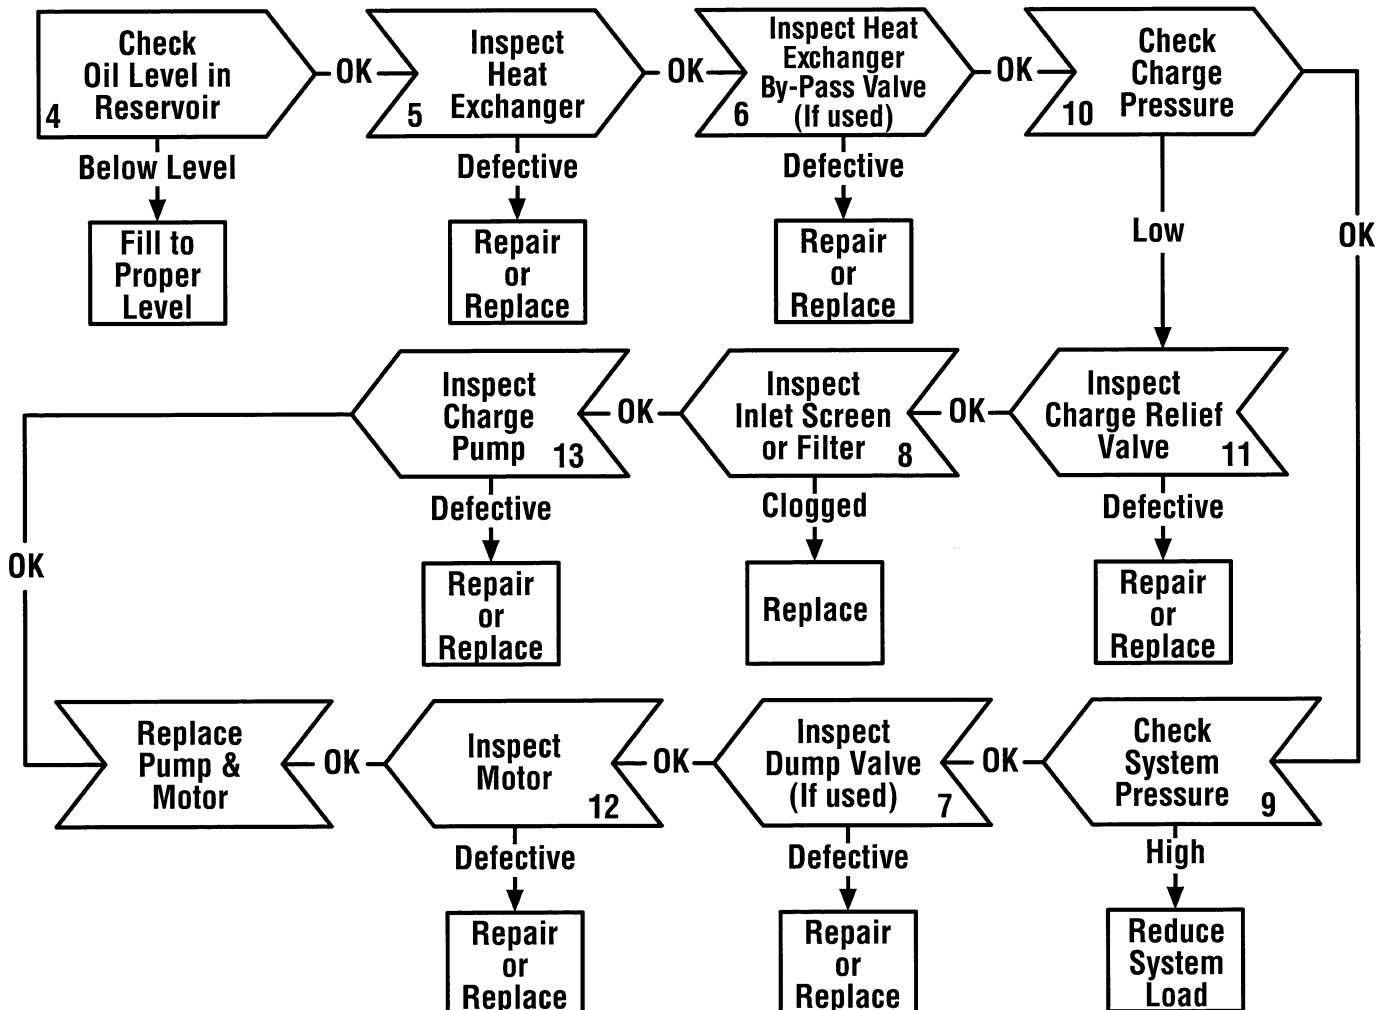 Check
Oil Level in
Reservoir
4
OK
Inspect
Heat
Exchanger
5
OK
Inspect Heat
Exchanger
By-Pass Valve
(If used)
6
OK
Check
Charge
Pressure
10
Below Level
Defective
Defective
Low
OK
Fill to
Proper
Level
Repair
or
Replace
Repair
or
Replace
Inspect
Charge
Pump
13
OK
Inspect
Inlet Screen
or Filter
8
OK
Inspect
Charge Relief
Valve
11
Defective
Clogged
Defective
OK
Repair
or
Replace
Replace
Repair
or
Replace
Replace
Pump &
Motor
OK
Inspect
Motor
12
OK
Inspect
Dump Valve
(If used)
7
OK
Check
System
Pressure
9
Defective
Defective
High
Repair
or
Replace
Repair
or
Replace
Reduce
System
Load